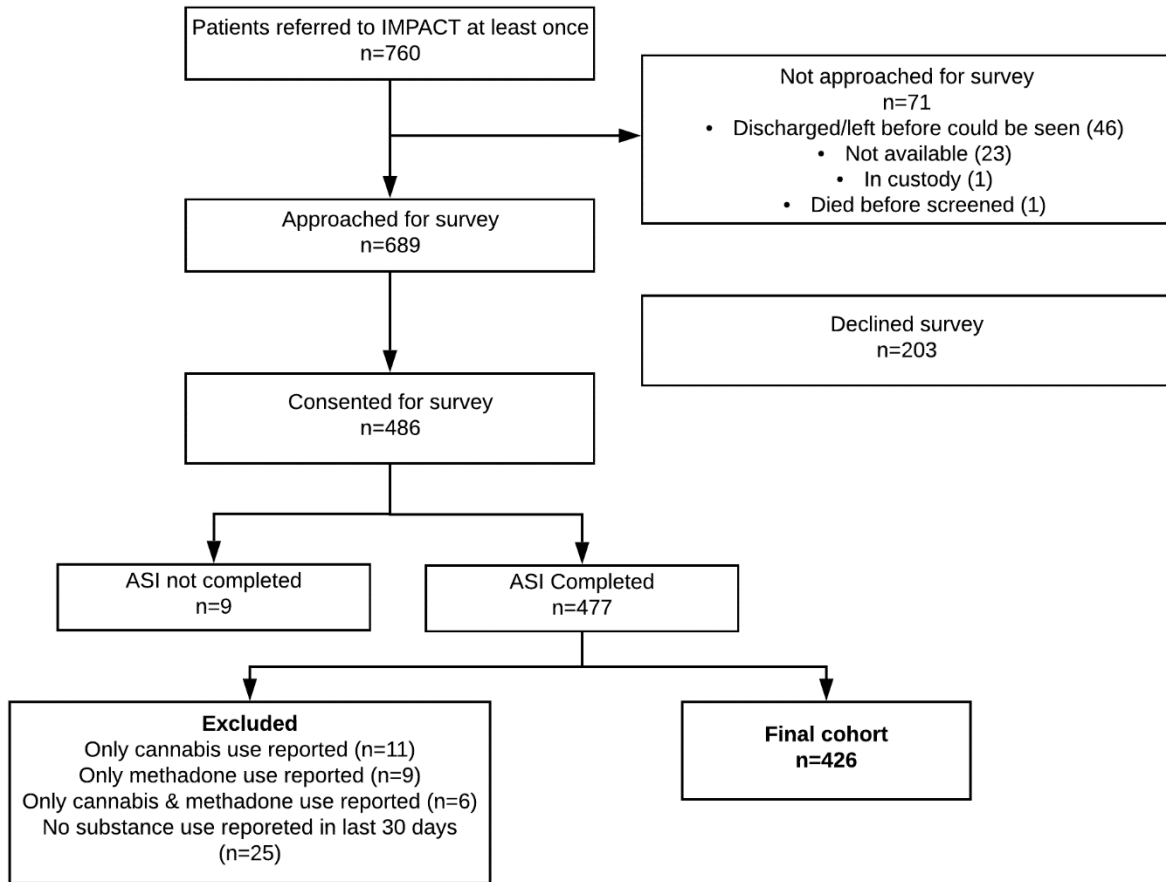 Patients referred to IMPACT at least once
n=760
Not approached for survey
n=71
• Discharged/left before could be seen (46)
• Not available (23)
• In custody (1)
• Died before screened (1)
Approached for survey
n=689
Declined survey
n=203
Consented for survey
n=486
ASI not completed
n=9
ASI Completed
n=477
Excluded
Only cannabis use reported (n=11)
Only methadone use reported (n=9)
Only cannabis & methadone use reported (n=6)
No substance use reporeted in last 30 days
(n=25)
Final cohort
n=426